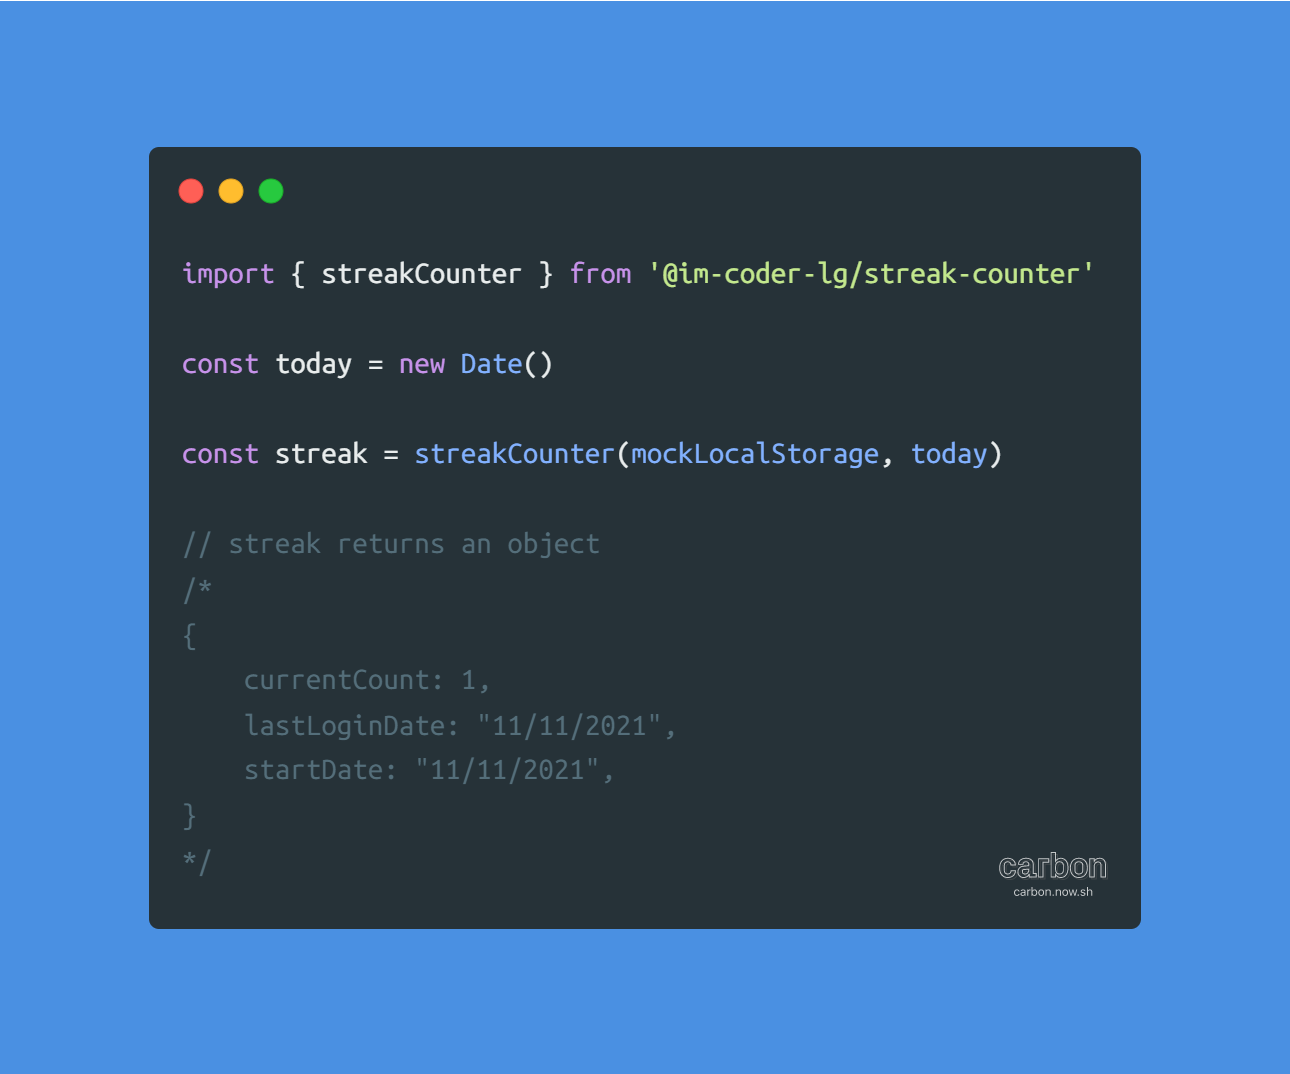 import { streakCounter } from '@im-coder-lg/streak-counter'
const today = new Date()
const streak = streakCounter(mockLocalStorage, today)
// streak returns an object
/*
{
    currentCount: 1,
    lastLoginDate: "11/11/2021",
    startDate: "11/11/2021",
}
*/
carbon
carbon.now.sh